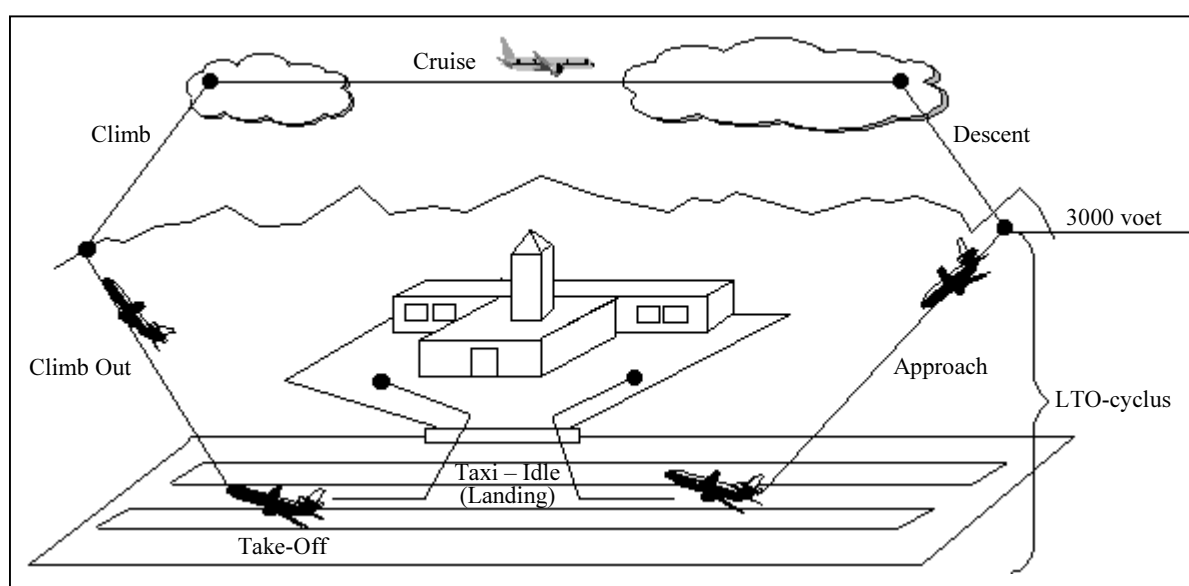 Cruise
Climb
Descent
3000 voet
Climb Out
Approach
LTO-cyclus
Taxi – Idle
(Landing)
Take-Off